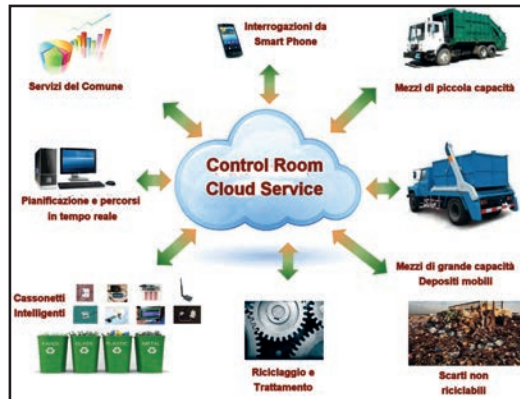 Interrogazioni da
Smart Phone
Servizi del Comune
Mezzi di piccola capacità
Control Room
Cloud Service
Pianificazione e percorsi
in tempo reale
Mezzi di grande capacità
Depositi mobili
Cassonetti
Intelligenti
Riciclaggio e
Trattamento
Scarti non
riciclabili